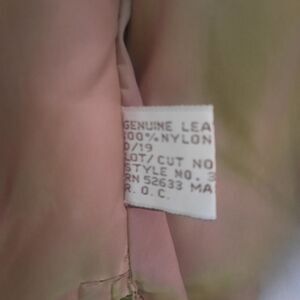 GENUINE LEA
100% NYLON
0/19
LOT/CUT NO
STYLE NO. 3
RN 52633 MA
R. O. C.